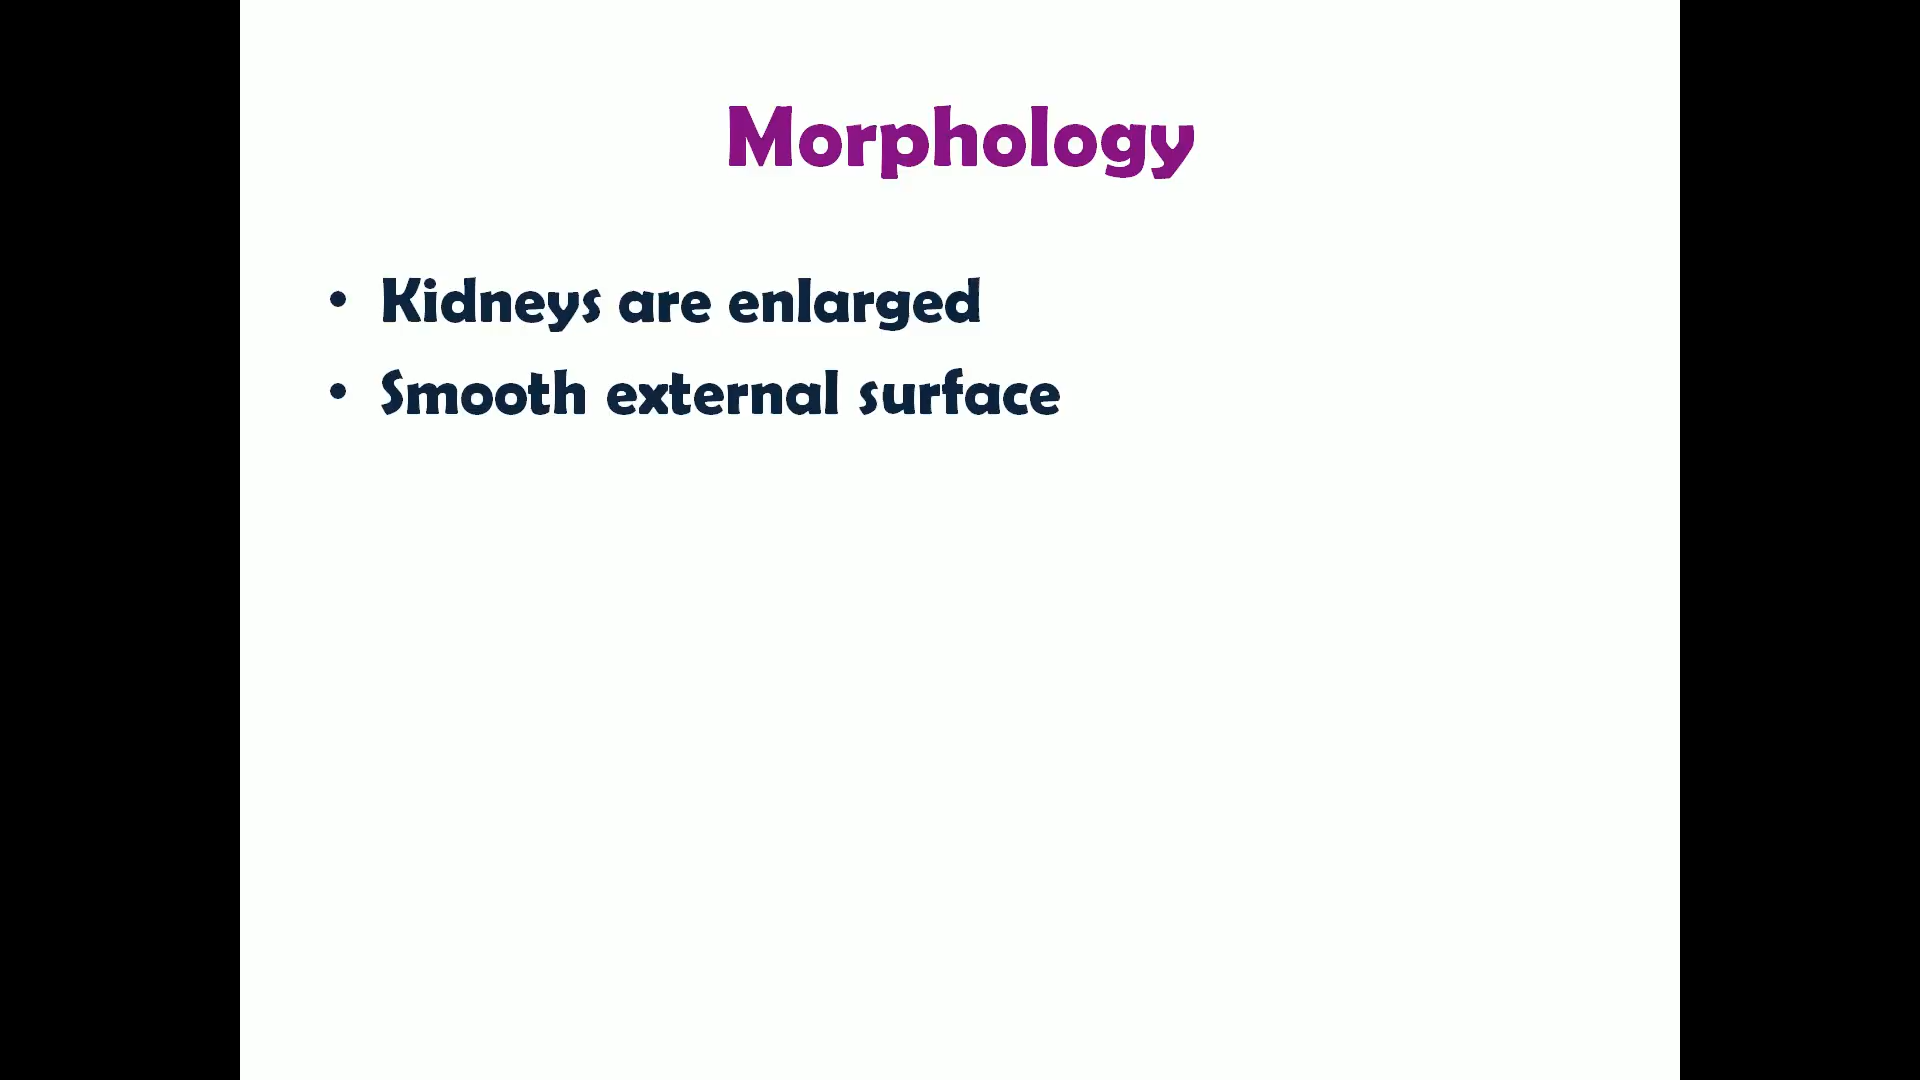 Morphology
• Kidneys are enlarged
• Smooth external surface